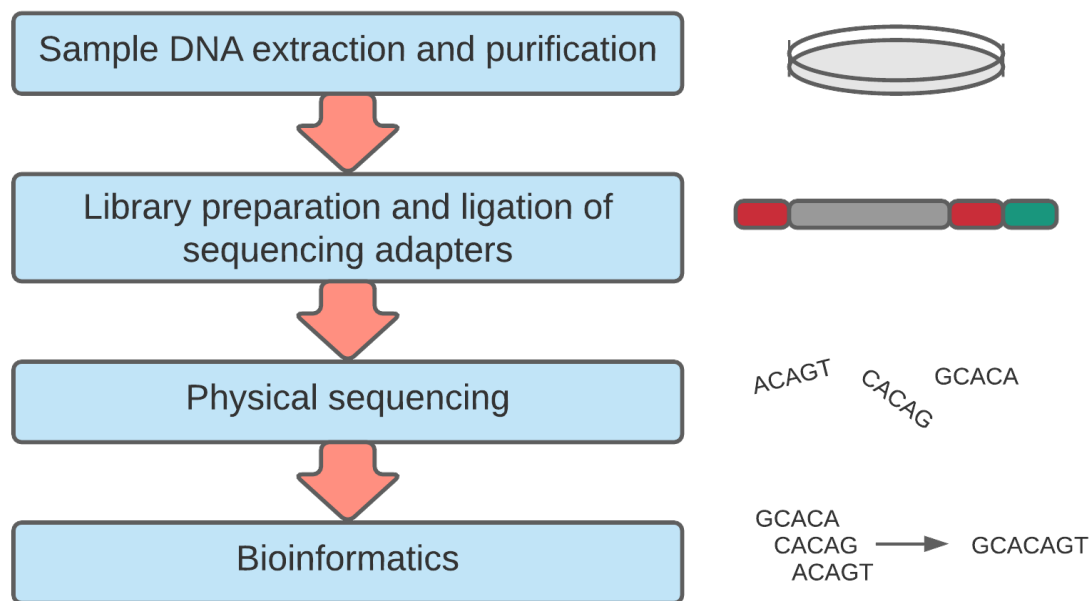 Sample DNA extraction and purification
Library preparation and ligation of
sequencing adapters
Physical sequencing
ACAGT
CACAG
GCACA
Bioinformatics
GCACA
CACAG
ACAGT
GCACAGT